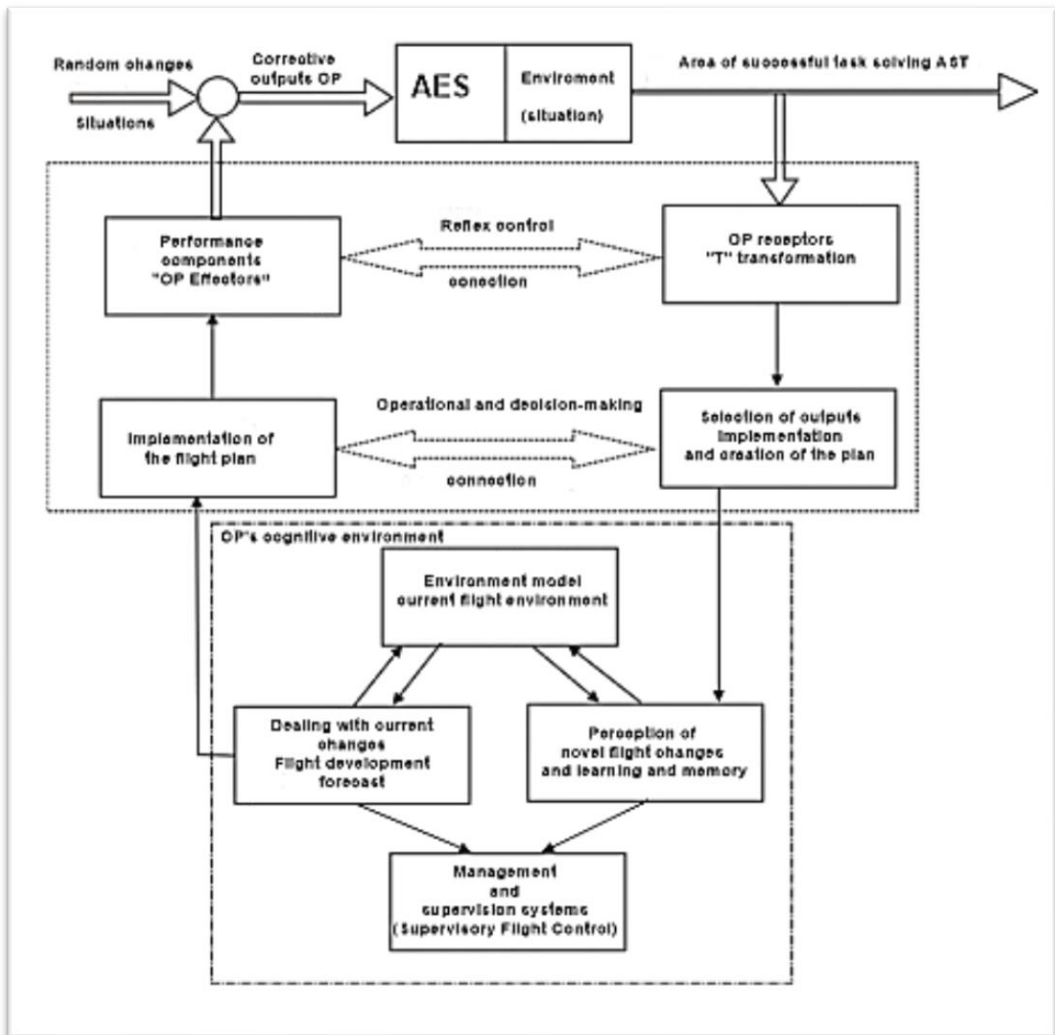 Random changes
situations
Corrective
outputs OP
AES
Enviroment
(situation)
Area of successful task solving AST
Performance
components
"OP Effectors"
Reflex control
conection
OP receptors
"T" transformation
Implementation of
the flight plan
Operational and decision-making
connection
Selection of outputs
implementation
and creation of the plan
OP's cognitive environment
Environment model
current flight environment
Dealing with current
changes
Flight development
forecast
Perception of
novel flight changes
and learning and memory
Management
and
supervision systems
(Supervisory Flight Control)